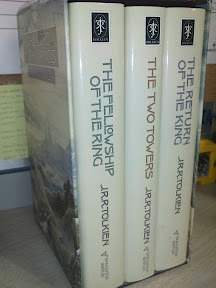 THE FELLOWSHIP
OF THE RING
J.R.R. TOLKIEN
THE TWO TOWERS
J.R.R. TOLKIEN
THE RETURN
OF THE KING
J.R.R. TOLKIEN